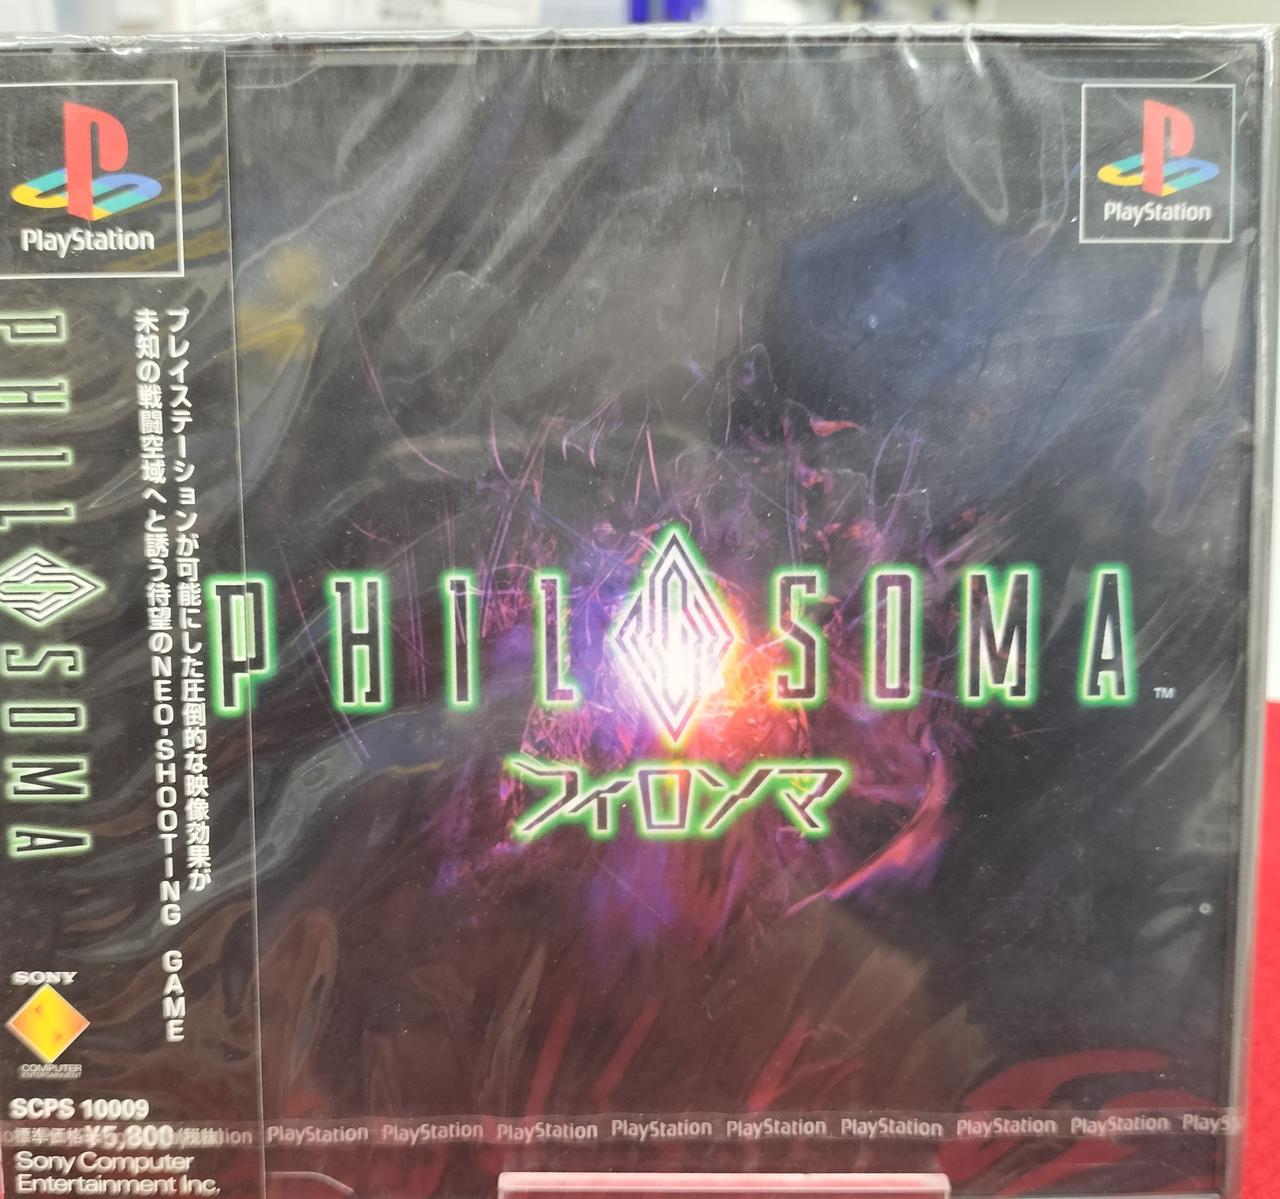 PlayStation
PHILOSOMA
プレイステーションが可能にした圧倒的な映像効果が
未知の戦闘空域へと誘う待望のNEO-SHOOTING GAME
SONY
COMPUTER
ENTERTAINMENT
SCPS 10009
標準価格¥5,800(税抜)
Sony Computer
Entertainment Inc.
PlayStation
PHILOSOMA™
フィロソマ
PlayStation PlayStation PlayStation PlayStation PlayStation PlayStation PlayStation PlayStation